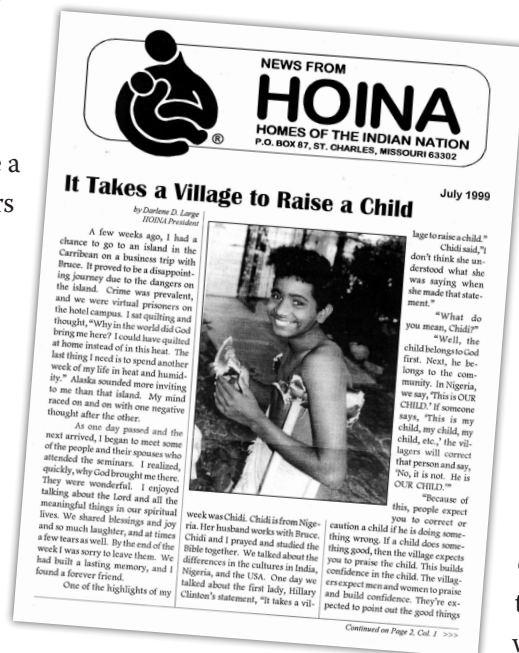 NEWS FROM
HOINA
HOMES OF THE INDIAN NATION
P.O. BOX 87, ST. CHARLES, MISSOURI 63302
®
It Takes a Village to Raise a Child
July 1999
by Darlene D. Large
HOINA President
A few weeks ago, I had a
chance to go to an island in the
Carribean on a business trip with
Bruce. It proved to be a disappoint-
ing journey due to the dangers on
the island. Crime was prevalent,
and we were virtual prisoners on
the hotel campus. I sat quilting and
thought, "Why in the world did God
bring me here? I could have quilted
at home instead of in this heat. The
last thing I need is to spend another
week of my life in heat and humid-
ity." Alaska sounded more inviting
to me than that island. My mind
raced on and on with one negative
thought after the other.
As one day passed and the
next arrived, I began to meet some
of the people and their spouses who
attended the seminars. I realized,
quickly, why God brought me there.
They were wonderful. I enjoyed
talking about the Lord and all the
meaningful things in our spiritual
lives. We shared blessings and joy
and so much laughter, and at times
a few tears as well. By the end of the
week I was sorry to leave them. We
had built a lasting memory, and I
found a forever friend.
One of the highlights of my
week was Chidi. Chidi is from Nige-
ria. Her husband works with Bruce.
Chidi and I prayed and studied the
Bible together. We talked about the
differences in the cultures in India,
Nigeria, and the USA. One day we
talked about the first lady, Hillary
Clinton's statement, "It takes a vil-
lage to raise a child."
Chidi said, "I
don't think she un-
derstood what she
was saying when
she made that state-
ment."
"What do
you mean, Chidi?"
"Well, the
child belongs to God
first. Next, he be-
longs to the com-
munity. In Nigeria,
we say, 'This is OUR
CHILD.' If someone
says, 'This is my
child, my child, my
child, etc.,' the vil-
lagers will correct
that person and say,
'No, it is not. He is
OUR CHILD.'"
"Because of
this, people expect
you to correct or
caution a child if he is doing some-
thing wrong. If a child does some-
thing good, then the village expects
you to praise the child. This builds
confidence in the child. The villag-
ers expect men and women to praise
and build confidence. They're ex-
pected to point out the good things
Continued on Page 2, Col. 1 >>>